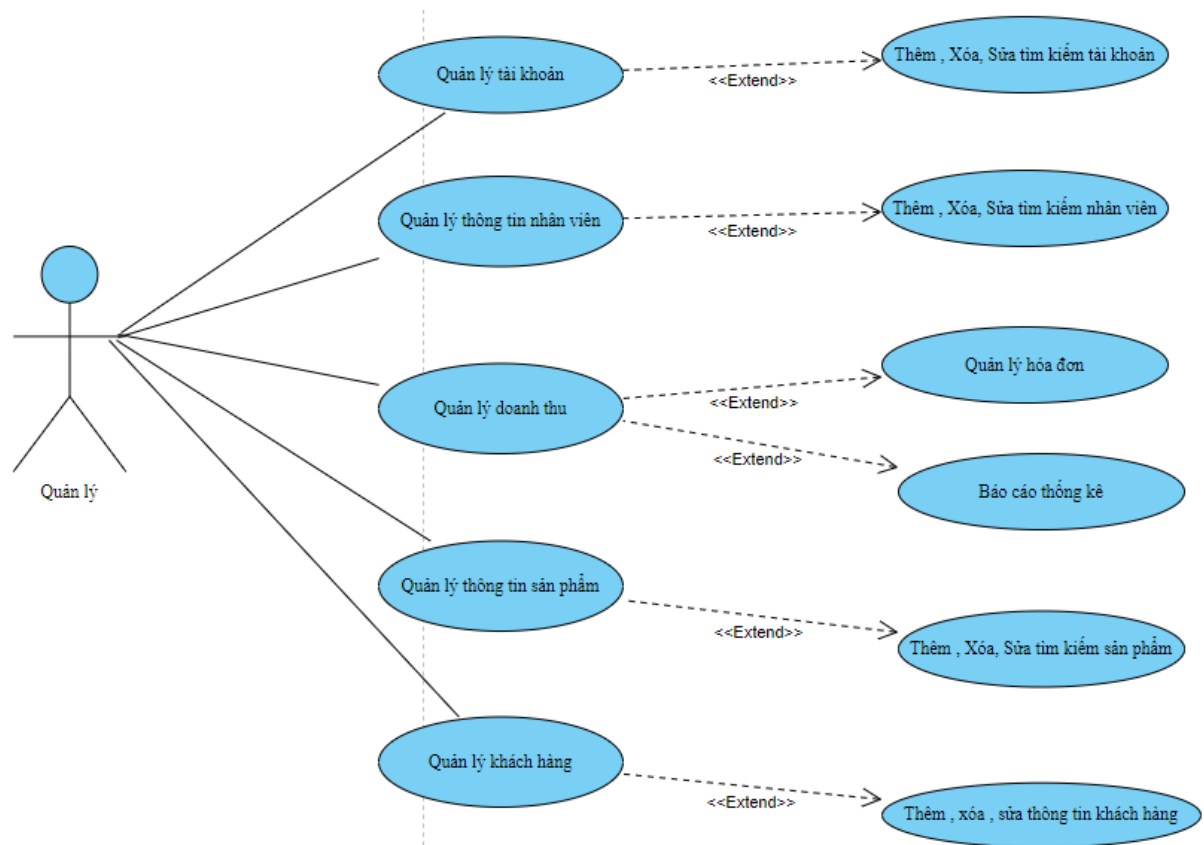 Quản lý tài khoản
<<Extend>>
Thêm , Xóa, Sửa tìm kiếm tài khoản
Quản lý thông tin nhân viên
<<Extend>>
Thêm , Xóa, Sửa tìm kiếm nhân viên
Quản lý
Quản lý doanh thu
<<Extend>>
Quản lý hóa đơn
<<Extend>>
Báo cáo thống kê
Quản lý thông tin sản phẩm
<<Extend>>
Thêm , Xóa, Sửa tìm kiếm sản phẩm
Quản lý khách hàng
<<Extend>>
Thêm , xóa , sửa thông tin khách hàng